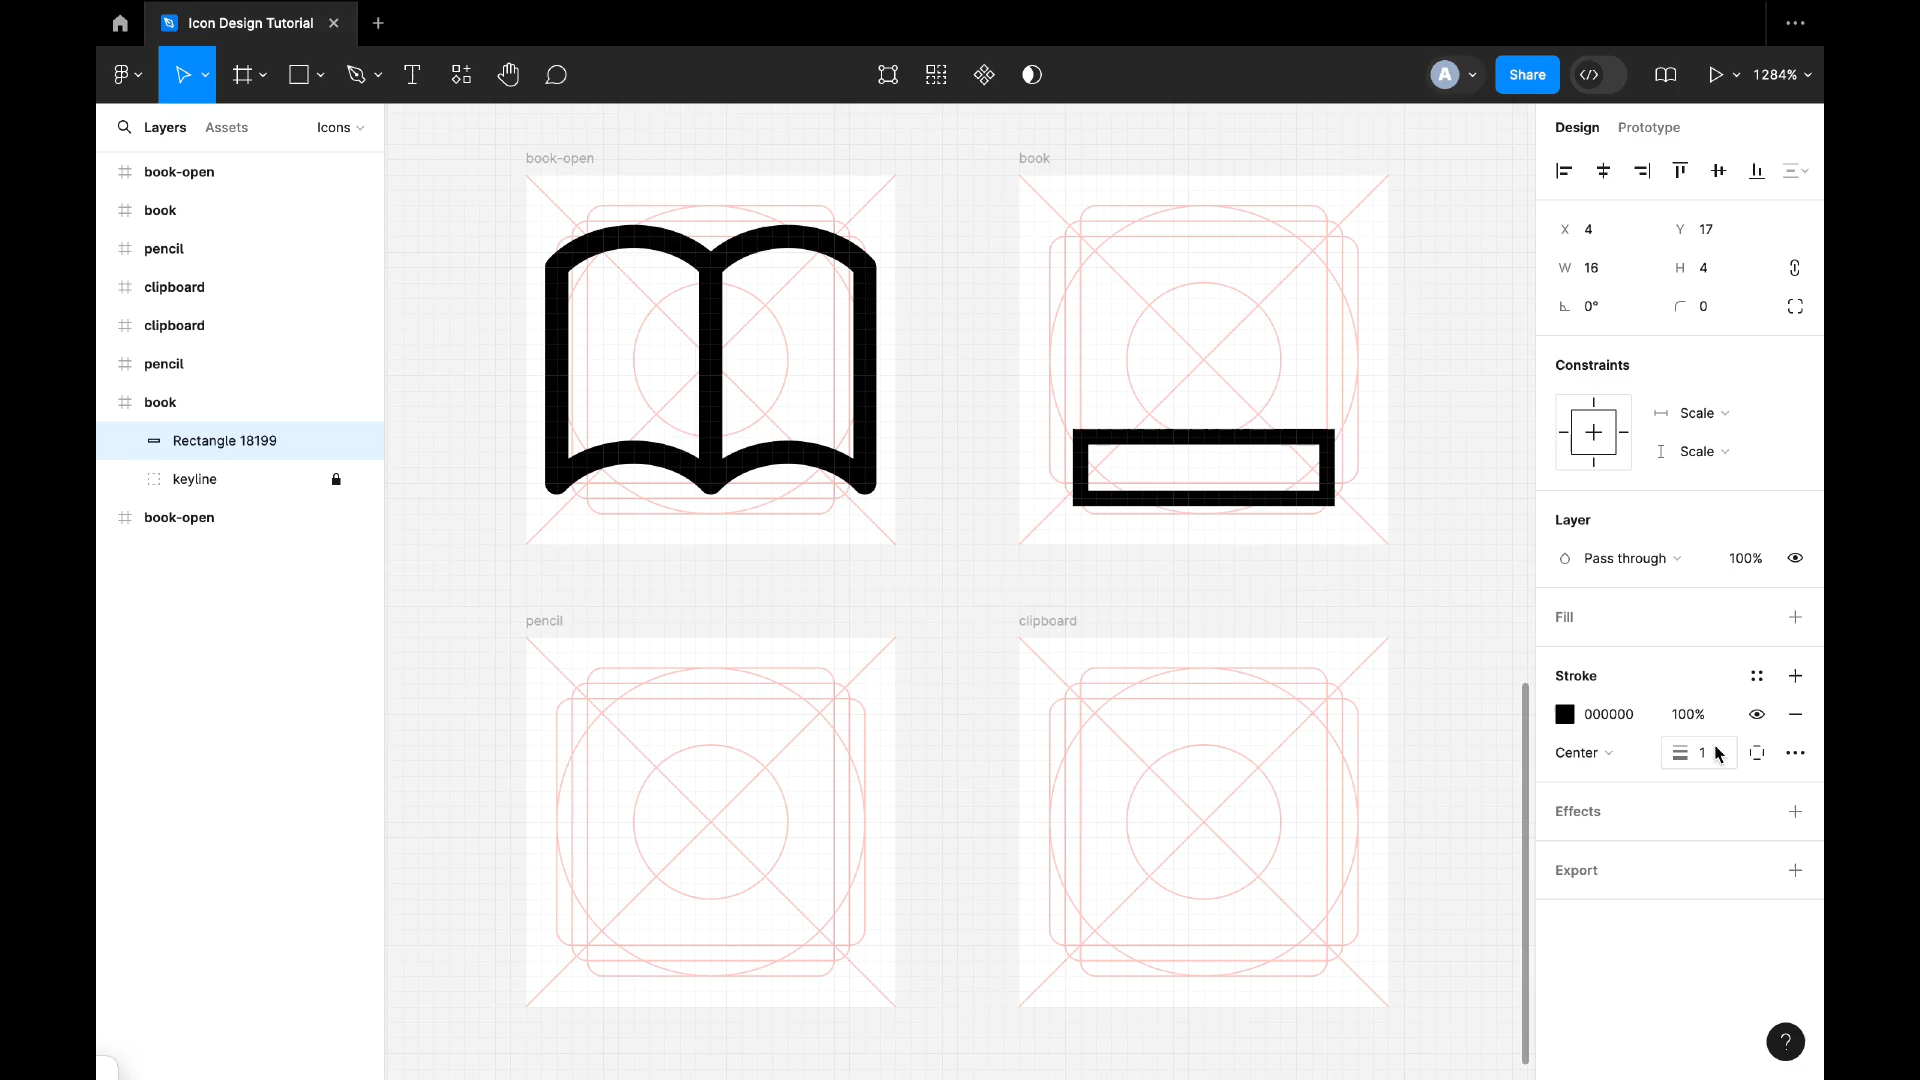 Icon Design Tutorial
A
Share
1284%
Layers
Assets
Icons
book-open
book
pencil
clipboard
clipboard
pencil
book
Rectangle 18199
keyline
book-open
book-open
book
pencil
clipboard
Design
Prototype
X 4
Y 17
W 16
H 4
0°
0
Constraints
Scale
Scale
Layer
Pass through
100%
Fill
Stroke
000000
100%
Center
1
Effects
Export
?